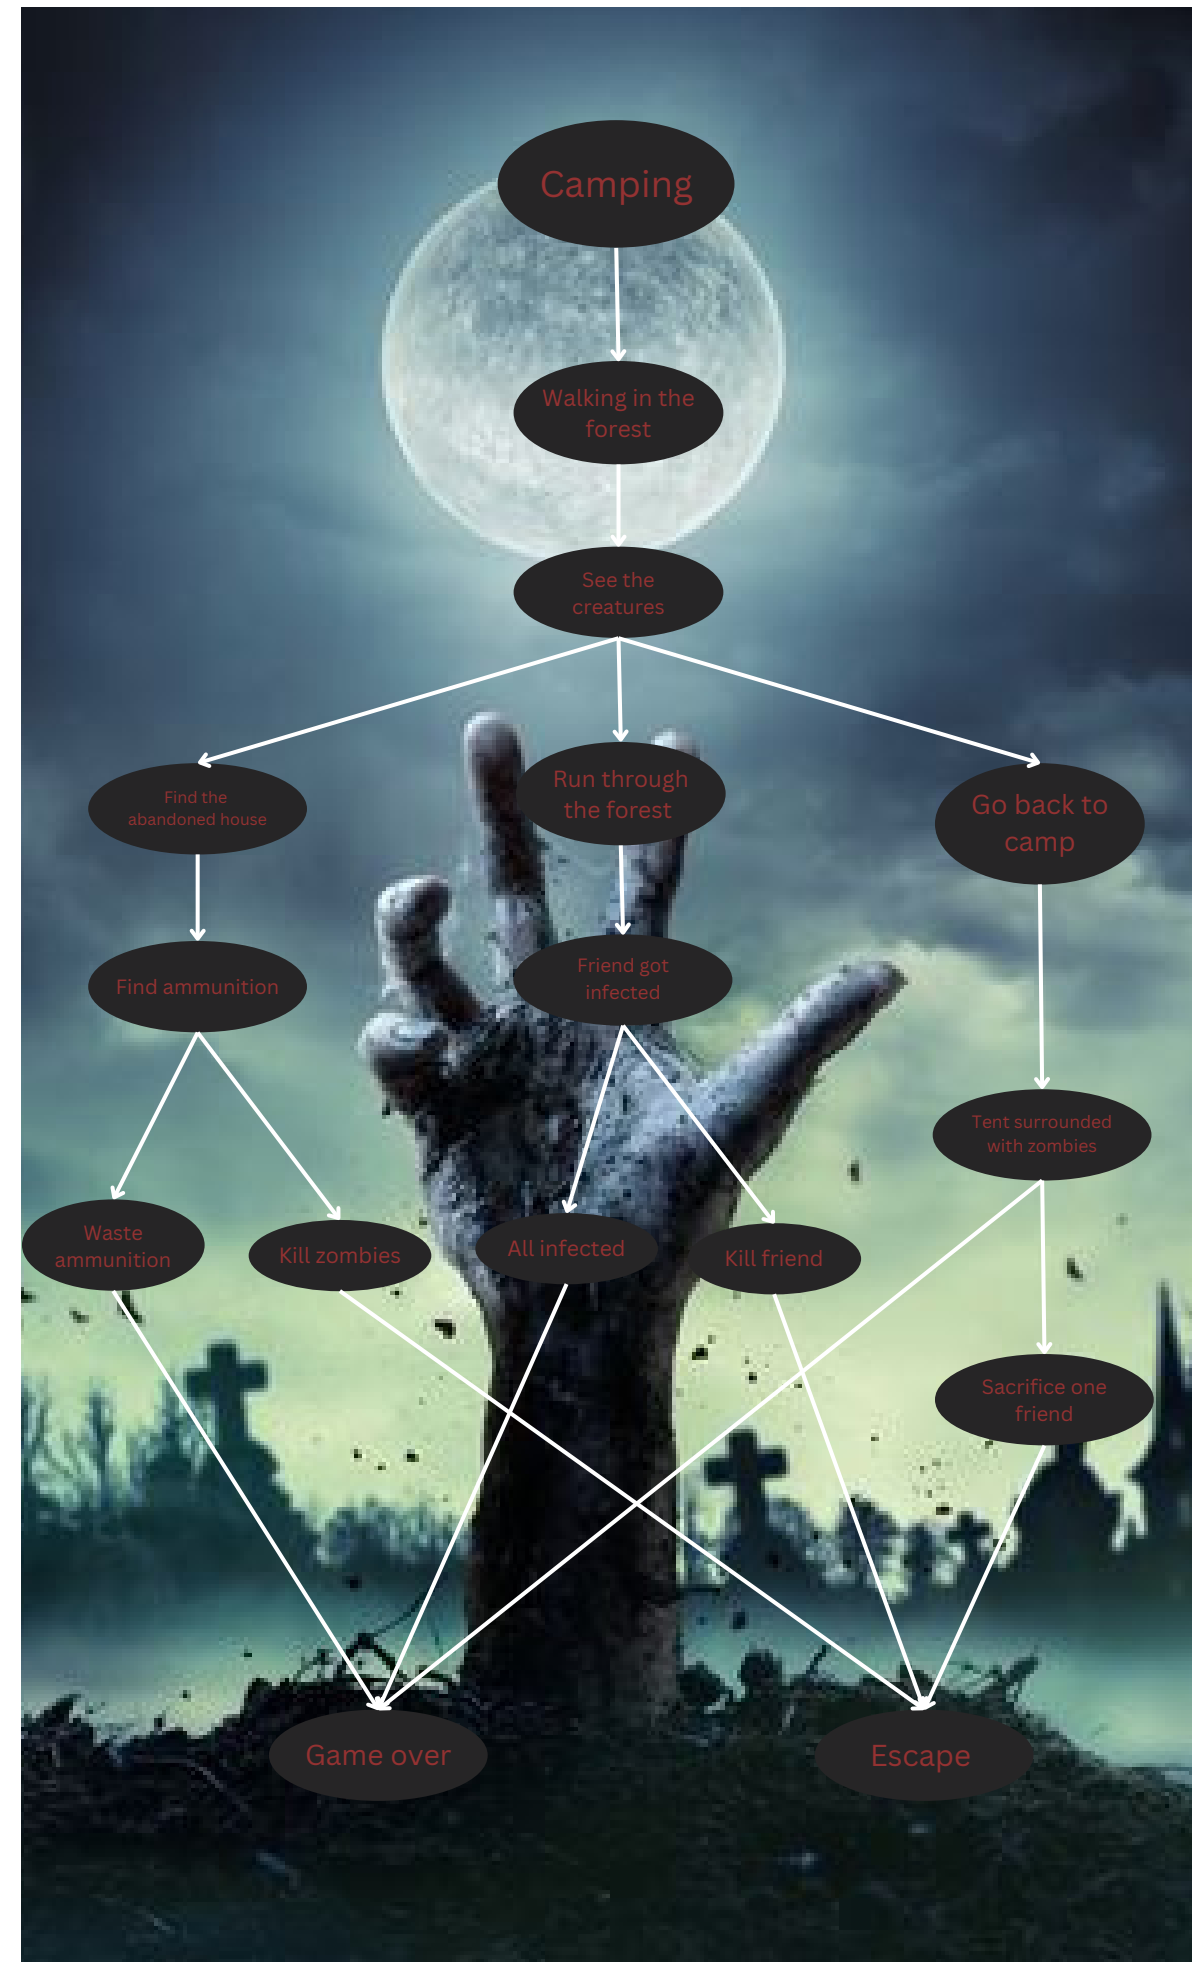 Camping
Walking in the
forest
See the
creatures
Find the
abandoned house
Run through
the forest
Go back to
camp
Find ammunition
Friend got
infected
Tent surrounded
with zombies
Waste
ammunition
Kill zombies
All infected
Kill friend
Sacrifice one
friend
Game over
Escape